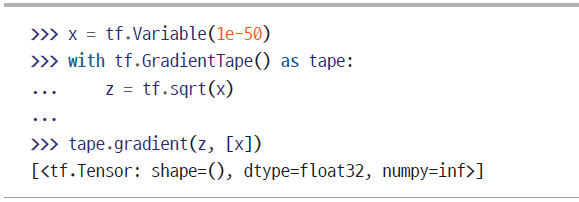 >>> x = tf.Variable(1e-50)
>>> with tf.GradientTape() as tape:
...     z = tf.sqrt(x)
...
>>> tape.gradient(z, [x])
[<tf.Tensor: shape=(), dtype=float32, numpy=inf>]